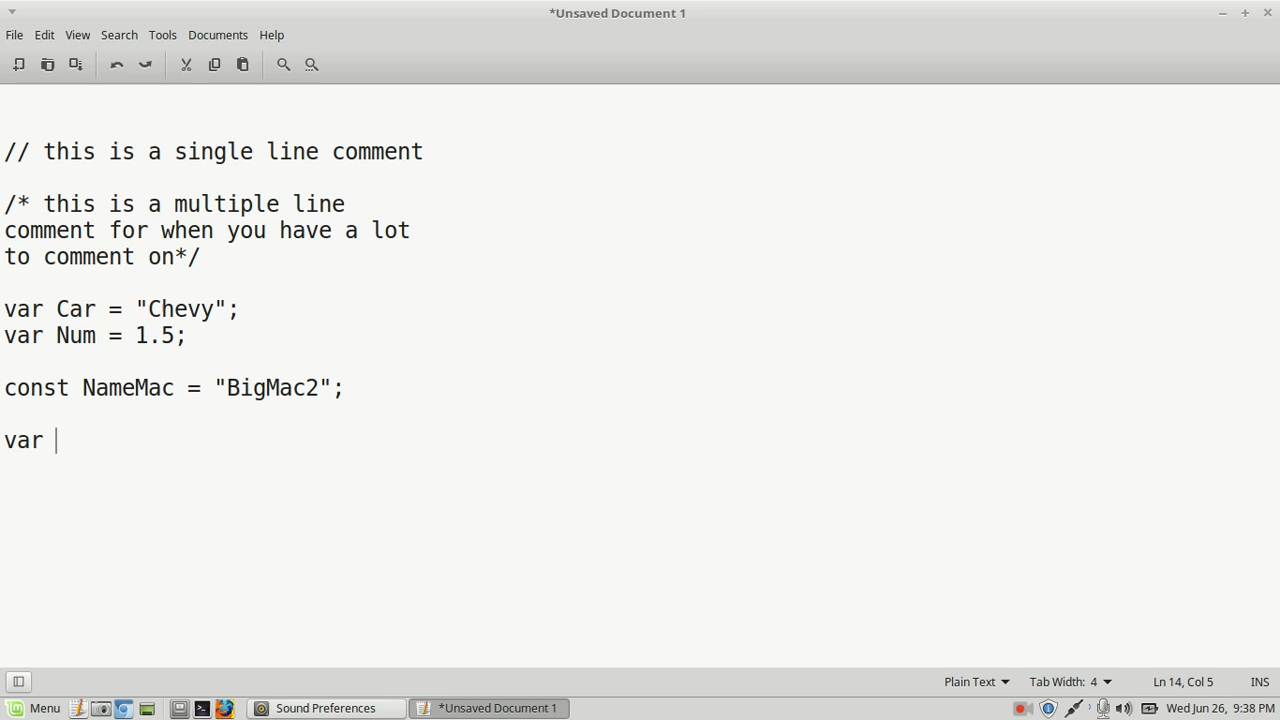 *Unsaved Document 1
File Edit View Search Tools Documents Help
// this is a single line comment
/* this is a multiple line
comment for when you have a lot
to comment on*/
var Car = "Chevy";
var Num = 1.5;
const NameMac = "BigMac2";
var
Plain Text Tab Width: 4 Ln 14, Col 5 INS
Menu Sound Preferences *Unsaved Document 1 Wed Jun 26, 9:38 PM